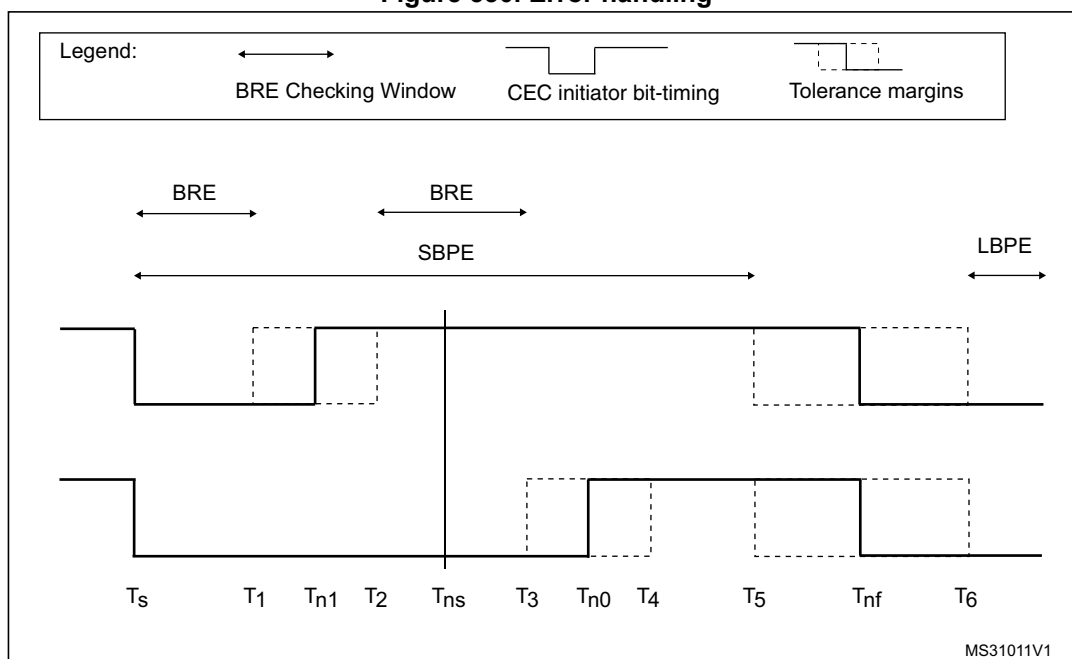 Figure Error handling
Legend:
BRE Checking Window
CEC initiator bit-timing
Tolerance margins
BRE
BRE
SBPE
LBPE
Ts T1 Tn1 T2 Tns T3 Tn0 T4 T5 Tnf T6
MS31011V1